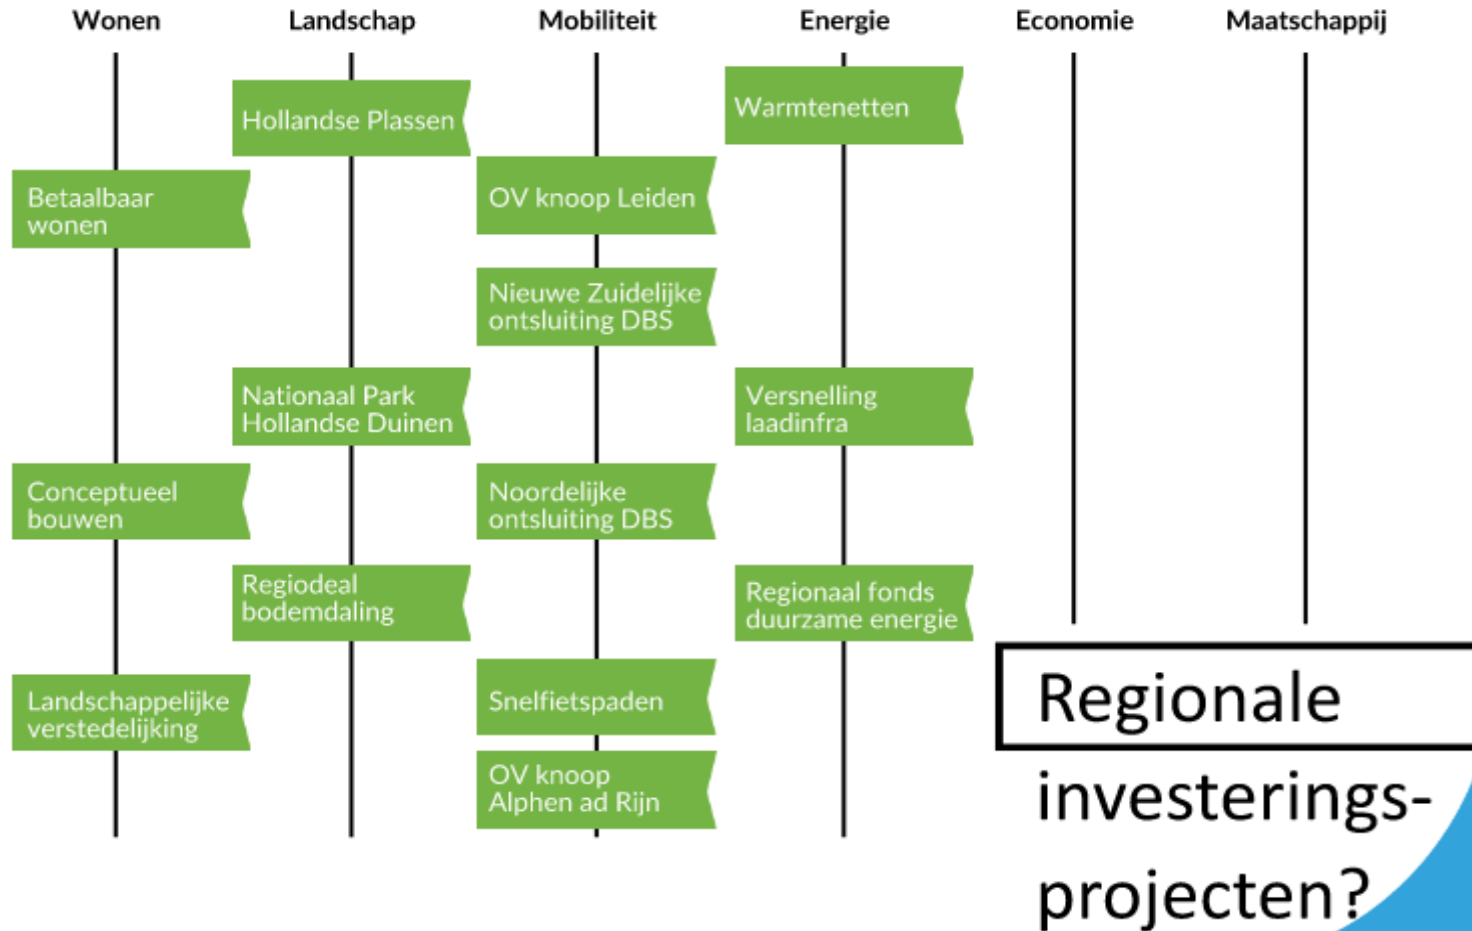 Wonen
Landschap
Mobiliteit
Energie
Economie
Maatschappij
Betaalbaar
wonen
Conceptueel
bouwen
Landschappelijke
verstedelijking
Hollandse Plassen
Nationaal Park
Hollandse Duinen
Regiodeal
bodemdaling
OV knoop Leiden
Nieuwe Zuidelijke
ontsluiting DBS
Noordelijke
ontsluiting DBS
Snelfietspaden
OV knoop
Alphen ad Rijn
Warmtenetten
Versnelling
laadinfra
Regionaal fonds
duurzame energie
Regionale
investerings-
projecten?